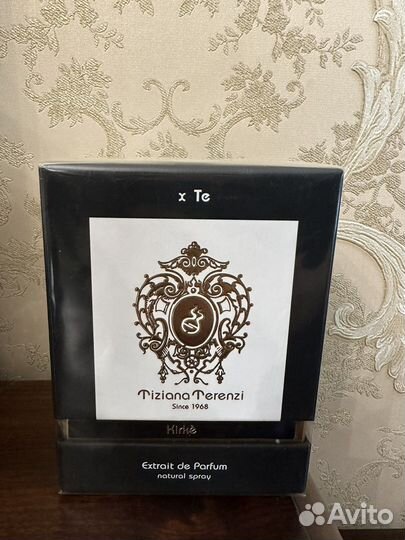 x Te
Tiziana Terenzi
Since 1968
Kirkè
Extrait de Parfum
natural spray
Avito